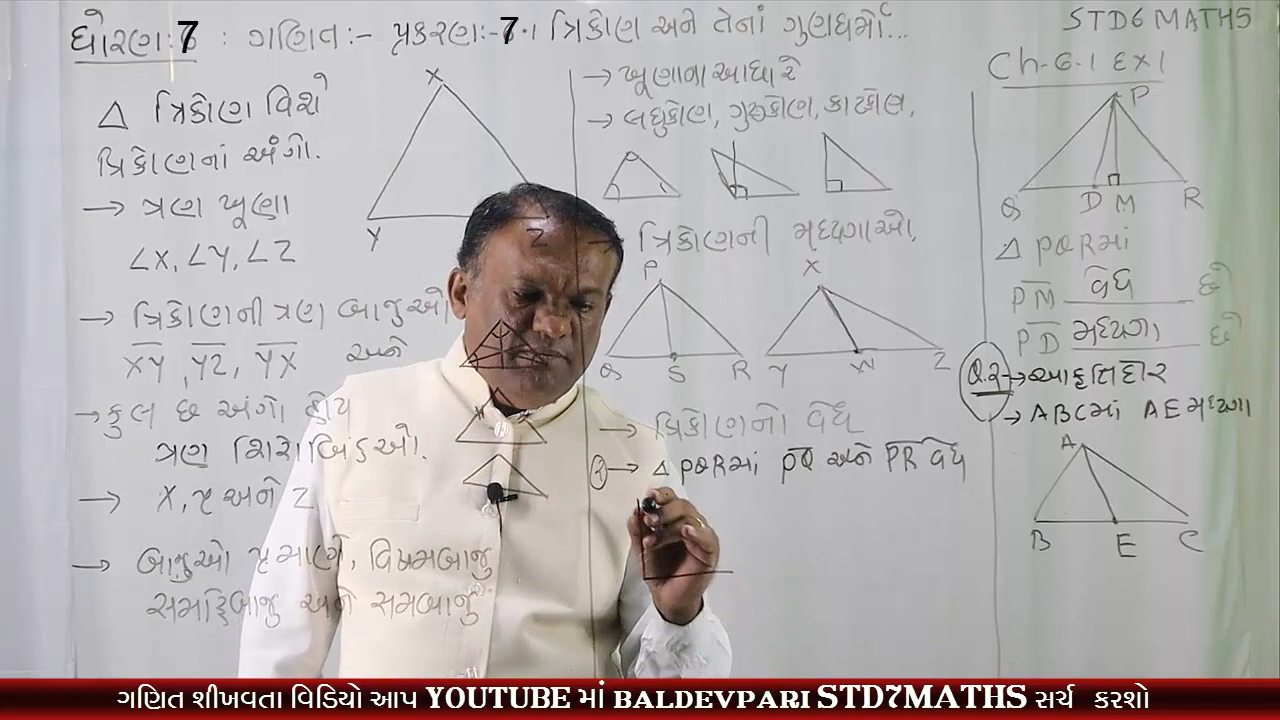 ધોરણ:7 : ગણિત:- પ્રકરણ:-7.1 ત્રિકોણ અને તેનાં ગુણધર્મો...
STD6 MATHS
△ ત્રિકોણ વિશે
ત્રિકોણનાં અંગો.
→ ત્રણ ખૂણા
∠X, ∠Y, ∠Z
→ ત્રિકોણની ત્રણ બાજુઓ
XY, YZ, YX અને
→ કુલ છ અંગો હોય
ત્રણ શિરોબિંદુઓ.
→ X, Y અને Z
→ બાજુઓ પ્રમાણે, વિષમબાજુ
સમદ્વિબાજુ અને સમબાજુ
X
Y
Z
→ ખૂણાના આધારે
→ લઘુકોણ, ગુરુકોણ, કાટકોણ,
ત્રિકોણની મધ્યગાઓ,
P X
Q S R Y W Z
→ ત્રિકોણનો વેધ
→ △PQRમાં PQ અને PR વેધ
Ch-6.1 EX1
P
Q D M R
△ PQRમાં
PM વેધ છે
PD મધ્યગા છે
Q.2 → આકૃતિ દોર
→ ABCમાં AE મધ્યગા
A
B E C
ગણિત શીખવતા વિડિયો આપ YOUTUBE માં BALDEVPARI STD7MATHS સર્ચ કરશો